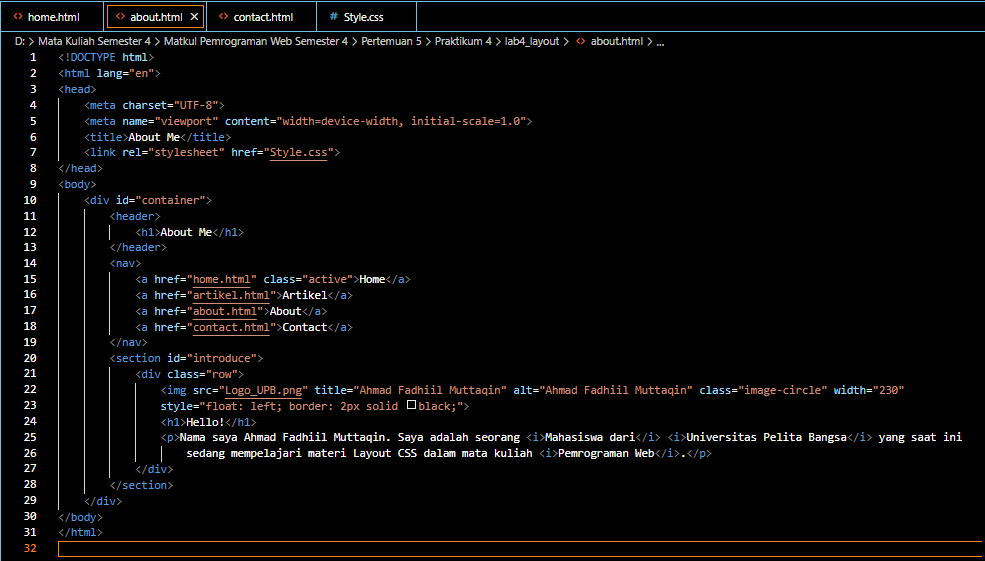 home.html about.html contact.html # Style.css
D: > Mata Kuliah Semester 4 > Matkul Pemrograman Web Semester 4 > Pertemuan 5 > Praktikum 4 > lab4_layout > about.html > ...
1 <!DOCTYPE html>
2 <html lang="en">
3 <head>
4 <meta charset="UTF-8">
5 <meta name="viewport" content="width=device-width, initial-scale=1.0">
6 <title>About Me</title>
7 <link rel="stylesheet" href="Style.css">
8 </head>
9 <body>
10 <div id="container">
11 <header>
12 <h1>About Me</h1>
13 </header>
14 <nav>
15 <a href="home.html" class="active">Home</a>
16 <a href="artikel.html">Artikel</a>
17 <a href="about.html">About</a>
18 <a href="contact.html">Contact</a>
19 </nav>
20 <section id="introduce">
21 <div class="row">
22 <img src="Logo_UPB.png" title="Ahmad Fadhiil Muttaqin" alt="Ahmad Fadhiil Muttaqin" class="image-circle" width="230"
23 style="float: left; border: 2px solid black;">
24 <h1>Hello!</h1>
25 <p>Nama saya Ahmad Fadhiil Muttaqin. Saya adalah seorang <i>Mahasiswa dari</i> <i>Universitas Pelita Bangsa</i> yang saat ini
26 sedang mempelajari materi Layout CSS dalam mata kuliah <i>Pemrograman Web</i>.</p>
27 </div>
28 </section>
29 </div>
30 </body>
31 </html>
32